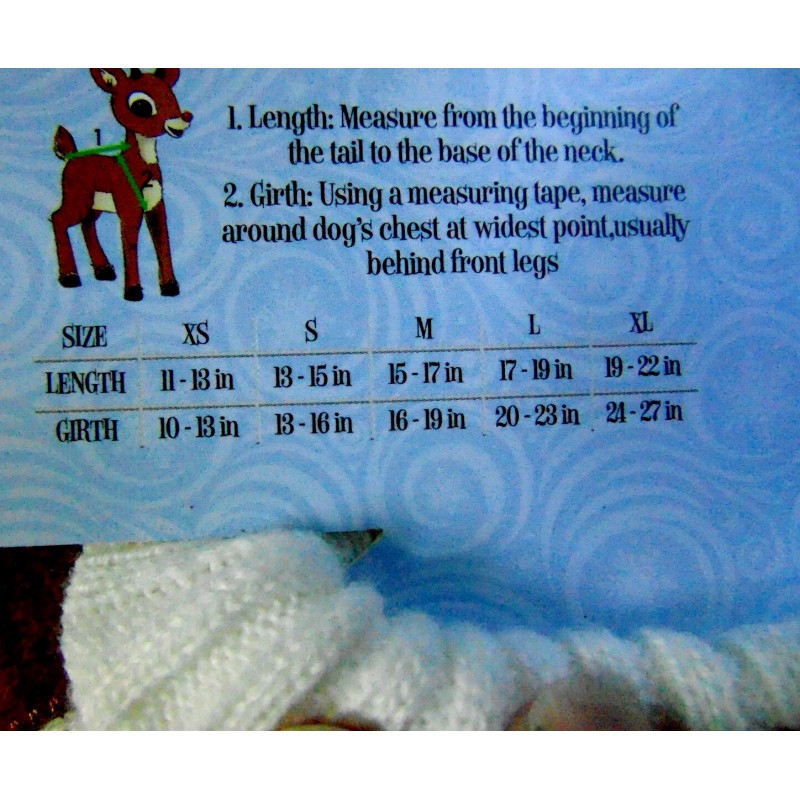 1
2
1. Length: Measure from the beginning of
the tail to the base of the neck.
2. Girth: Using a measuring tape, measure
around dog's chest at widest point,usually
behind front legs
SIZE XS S M L XL
LENGTH 11 - 13 in 13 - 15 in 15 - 17 in 17 - 19 in 19 - 22 in
GIRTH 10 - 13 in 13 - 16 in 16 - 19 in 20 - 23 in 24 - 27 in